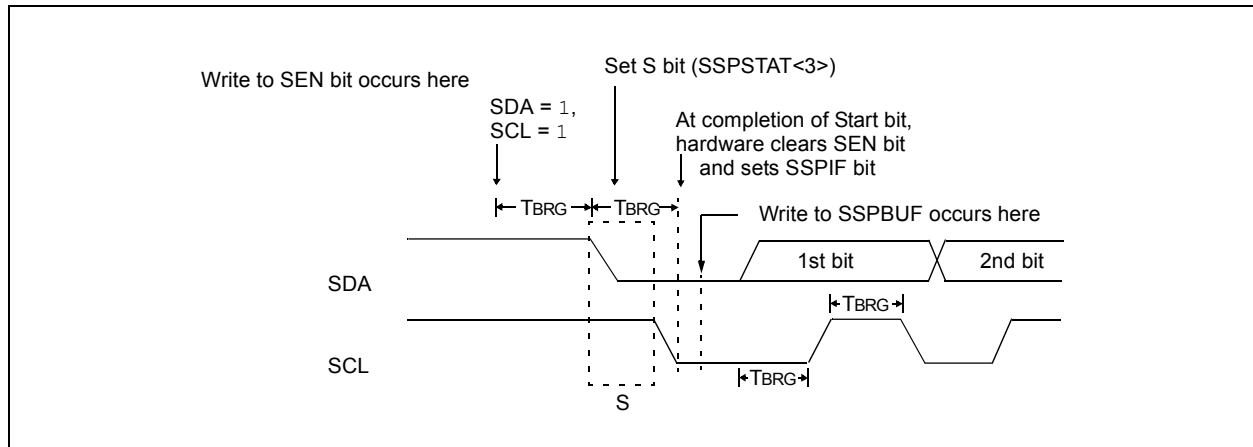 Write to SEN bit occurs here
Set S bit (SSPSTAT<3>)
SDA = 1,
SCL = 1
At completion of Start bit,
hardware clears SEN bit
and sets SSPIF bit
TBRG
TBRG
Write to SSPBUF occurs here
SDA
1st bit
2nd bit
TBRG
SCL
TBRG
S